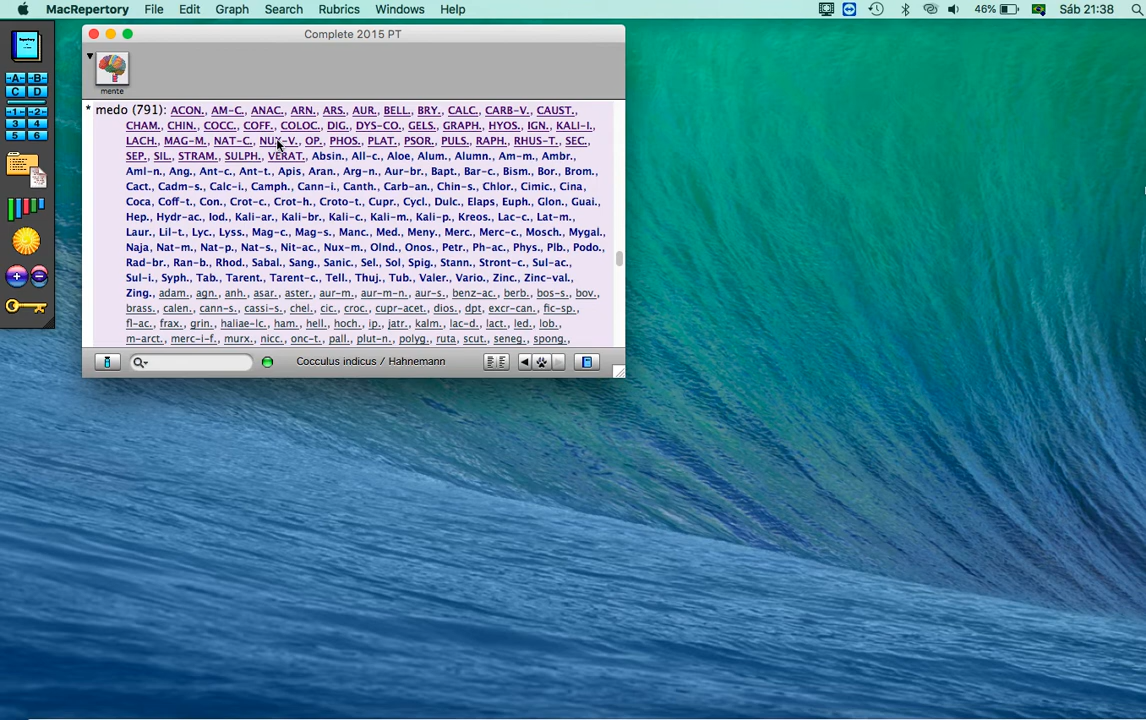 MacRepertory File Edit Graph Search Rubrics Windows Help 46% Sáb 21:38
Complete 2015 PT
Repertory
A B
C D
1 2
3 4
5 6
mente
* medo (791): ACON., AM-C., ANAC., ARN., ARS., AUR., BELL., BRY., CALC., CARB-V., CAUST.,
CHAM., CHIN., COCC., COFF., COLOC., DIG., DYS-CO., GELS., GRAPH., HYOS., IGN., KALI-I.,
LACH., MAG-M., NAT-C., NUX-V., OP., PHOS., PLAT., PSOR., PULS., RAPH., RHUS-T., SEC.,
SEP., SIL., STRAM., SULPH., VERAT., Absin., All-c., Aloe, Alum., Alumn., Am-m., Ambr.,
Aml-n., Ang., Ant-c., Ant-t., Apis, Aran., Arg-n., Aur-br., Bapt., Bar-c., Bism., Bor., Brom.,
Cact., Cadm-s., Calc-i., Camph., Cann-i., Canth., Carb-an., Chin-s., Chlor., Cimic., Cina,
Coca, Coff-t., Con., Crot-c., Crot-h., Croto-t., Cupr., Cycl., Dulc., Elaps, Euph., Glon., Guai.,
Hep., Hydr-ac., Iod., Kali-ar., Kali-br., Kali-c., Kali-m., Kali-p., Kreos., Lac-c., Lat-m.,
Laur., Lil-t., Lyc., Lyss., Mag-c., Mag-s., Manc., Med., Meny., Merc., Merc-c., Mosch., Mygal.,
Naja, Nat-m., Nat-p., Nat-s., Nit-ac., Nux-m., Olnd., Onos., Petr., Ph-ac., Phys., Plb., Podo.,
Rad-br., Ran-b., Rhod., Sabal., Sang., Sanic., Sel., Sol, Spig., Stann., Stront-c., Sul-ac.,
Sul-i., Syph., Tab., Tarent., Tarent-c., Tell., Thuj., Tub., Valer., Vario., Zinc., Zinc-val.,
Zing., adam., agn., anh., asar., aster., aur-m., aur-m-n., aur-s., benz-ac., berb., bos-s., bov.,
brass., calen., cann-s., cassi-s., chel., cic., croc., cupr-acet., dios., dpt, excr-can., fic-sp.,
fl-ac., frax., grin., haliae-lc., ham., hell., hoch., ip., jatr., kalm., lac-d., lact., led., lob.,
m-arct., merc-i-f., murx., nicc., onc-t., pall., plut-n., polyg., ruta, scut., seneg., spong.,
Cocculus indicus / Hahnemann